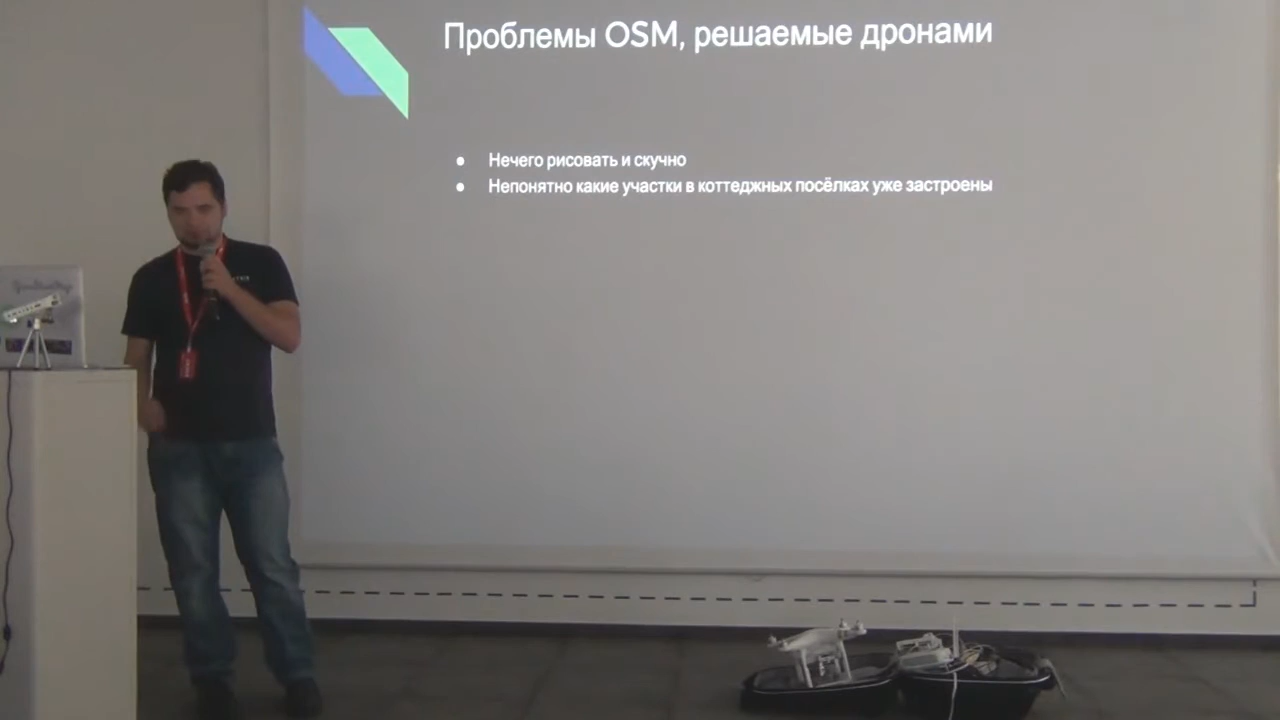 Проблемы OSM, решаемые дронами
● Нечего рисовать и скучно
● Непонятно какие участки в коттеджных посёлках уже застроены